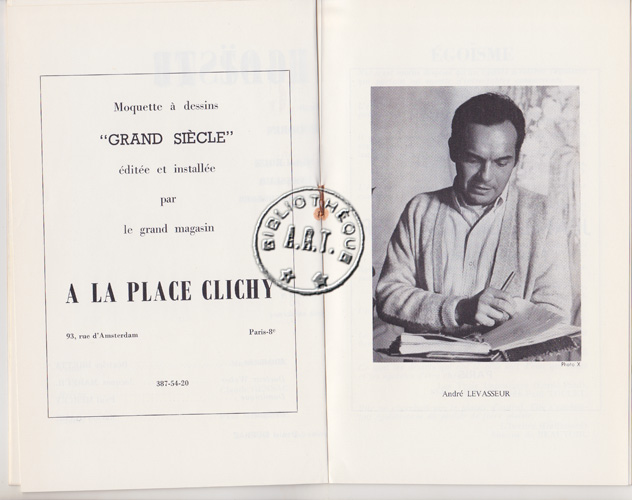 Moquette à dessins
"GRAND SIÈCLE"
éditée et installée
par
le grand magasin
A LA PLACE CLICHY
93, rue d'Amsterdam Paris-8e
387-54-20
BIBLIOTHÈQUE
A.R.T.
Photo X
André LEVASSEUR